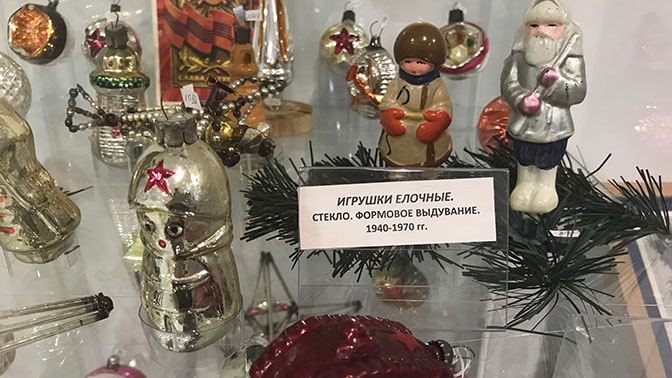 ИГРУШКИ ЕЛОЧНЫЕ.
СТЕКЛО. ФОРМОВОЕ ВЫДУВАНИЕ.
1940-1970 гг.